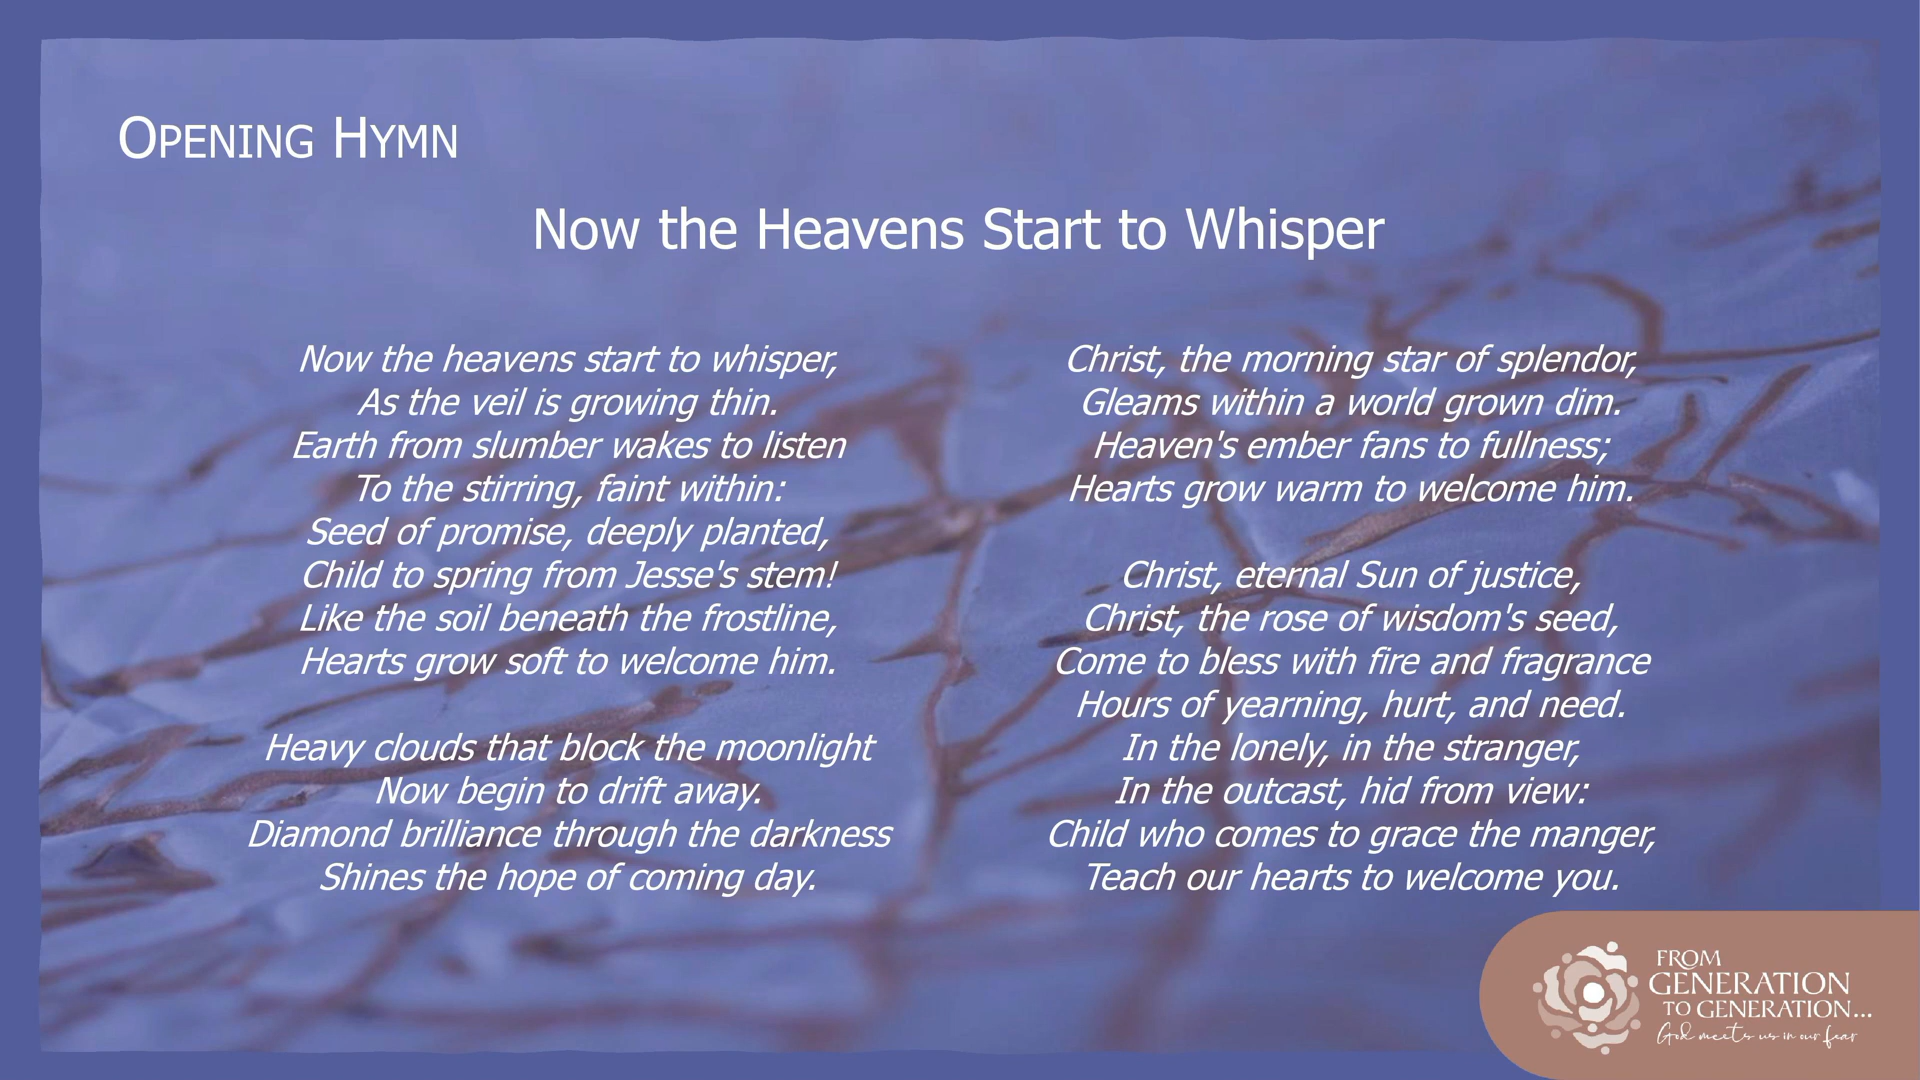 OPENING HYMN
Now the Heavens Start to Whisper
Now the heavens start to whisper,
As the veil is growing thin.
Earth from slumber wakes to listen
To the stirring, faint within:
Seed of promise, deeply planted,
Child to spring from Jesse's stem!
Like the soil beneath the frostline,
Hearts grow soft to welcome him.
Heavy clouds that block the moonlight
Now begin to drift away.
Diamond brilliance through the darkness
Shines the hope of coming day.
Christ, the morning star of splendor,
Gleams within a world grown dim.
Heaven's ember fans to fullness;
Hearts grow warm to welcome him.
Christ, eternal Sun of justice,
Christ, the rose of wisdom's seed,
Come to bless with fire and fragrance
Hours of yearning, hurt, and need.
In the lonely, in the stranger,
In the outcast, hid from view:
Child who comes to grace the manger,
Teach our hearts to welcome you.
FROM
GENERATION
TO GENERATION...
God meets us in our fear